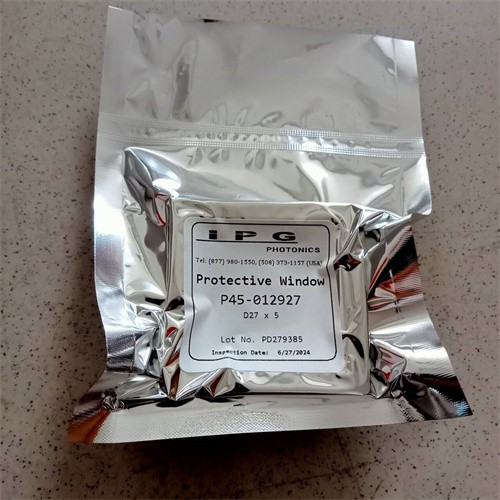 IPG
PHOTONICS
Tel: (877) 980-1550, (508) 373-1157 (USA)
Protective Window
P45-012927
D27 x 5
Lot No. PD279385
Inspection Date: 6/27/2024